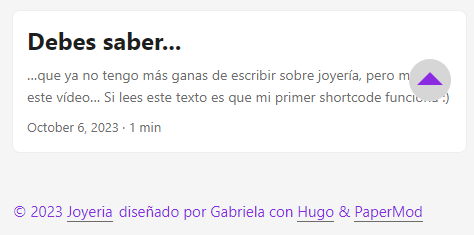 Debes saber...
...que ya no tengo más ganas de escribir sobre joyería, pero
este vídeo... Si lees este texto es que mi primer shortcode funciona :)
October 6, 2023 · 1 min
© 2023 Joyeria diseñado por Gabriela con Hugo & PaperMod